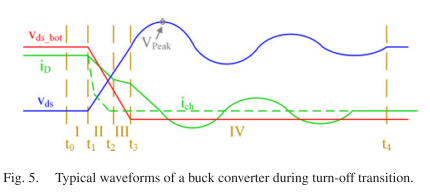 Vds_bot
VPeak
iD
Vds
ich
I II III IV
t0 t1 t2 t3 t4
Fig. 5. Typical waveforms of a buck converter during turn-off transition.